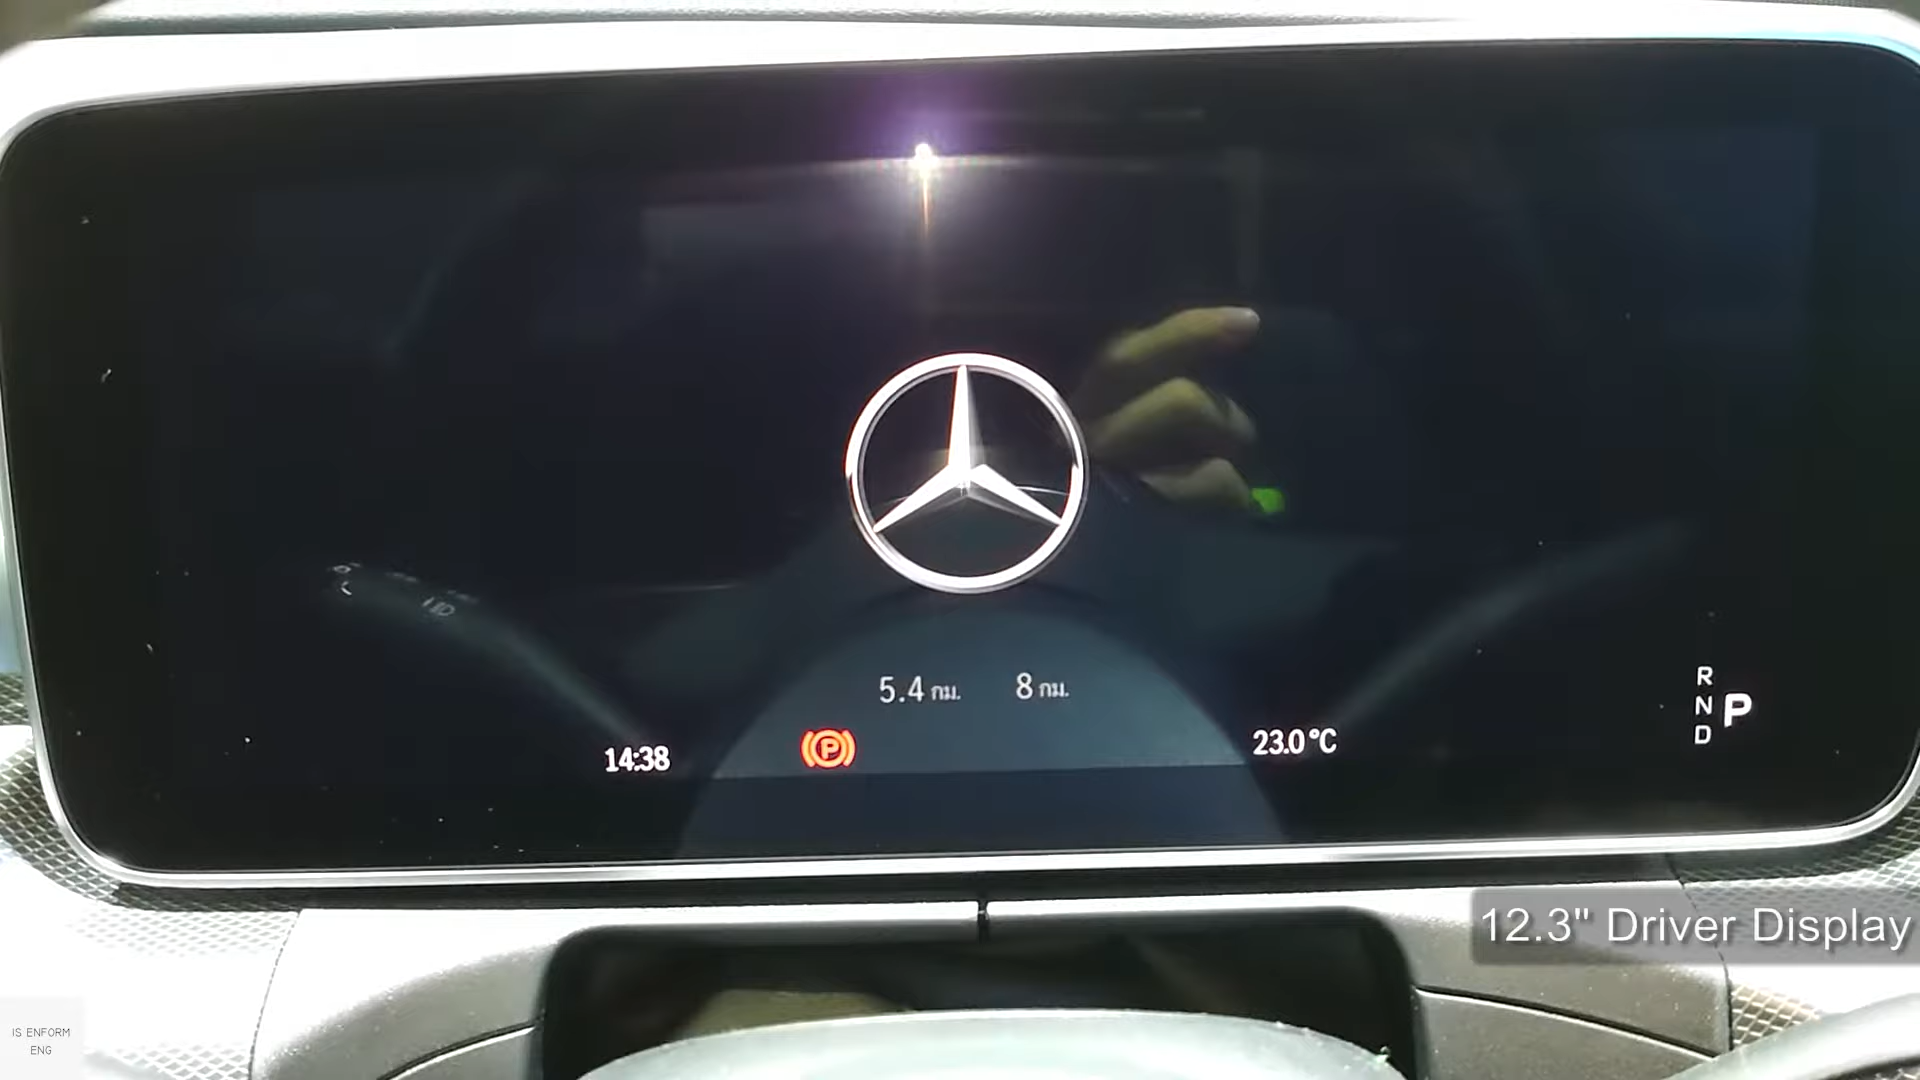 5.4 กม. 8 กม.
14:38 (P) 23.0°C
R
N P
D
12.3" Driver Display
IS ENFORM
ENG